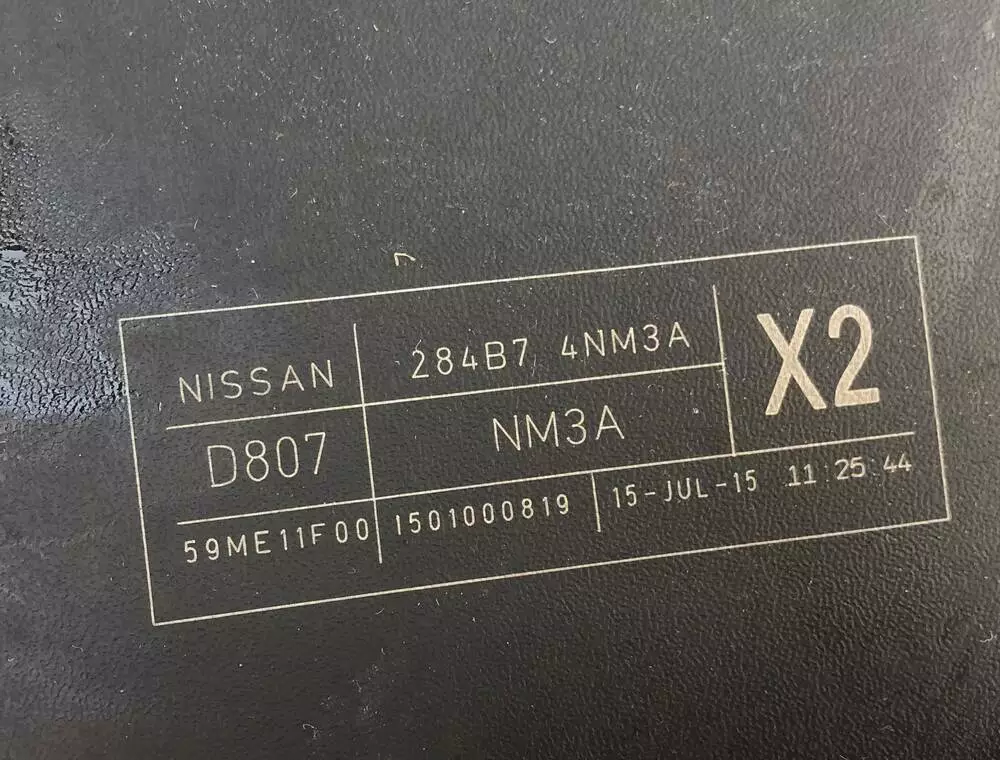 NISSAN 284B7 4NM3A X2
D807 NM3A
59ME11F00 1501000819 15-JUL-15 11:25:44